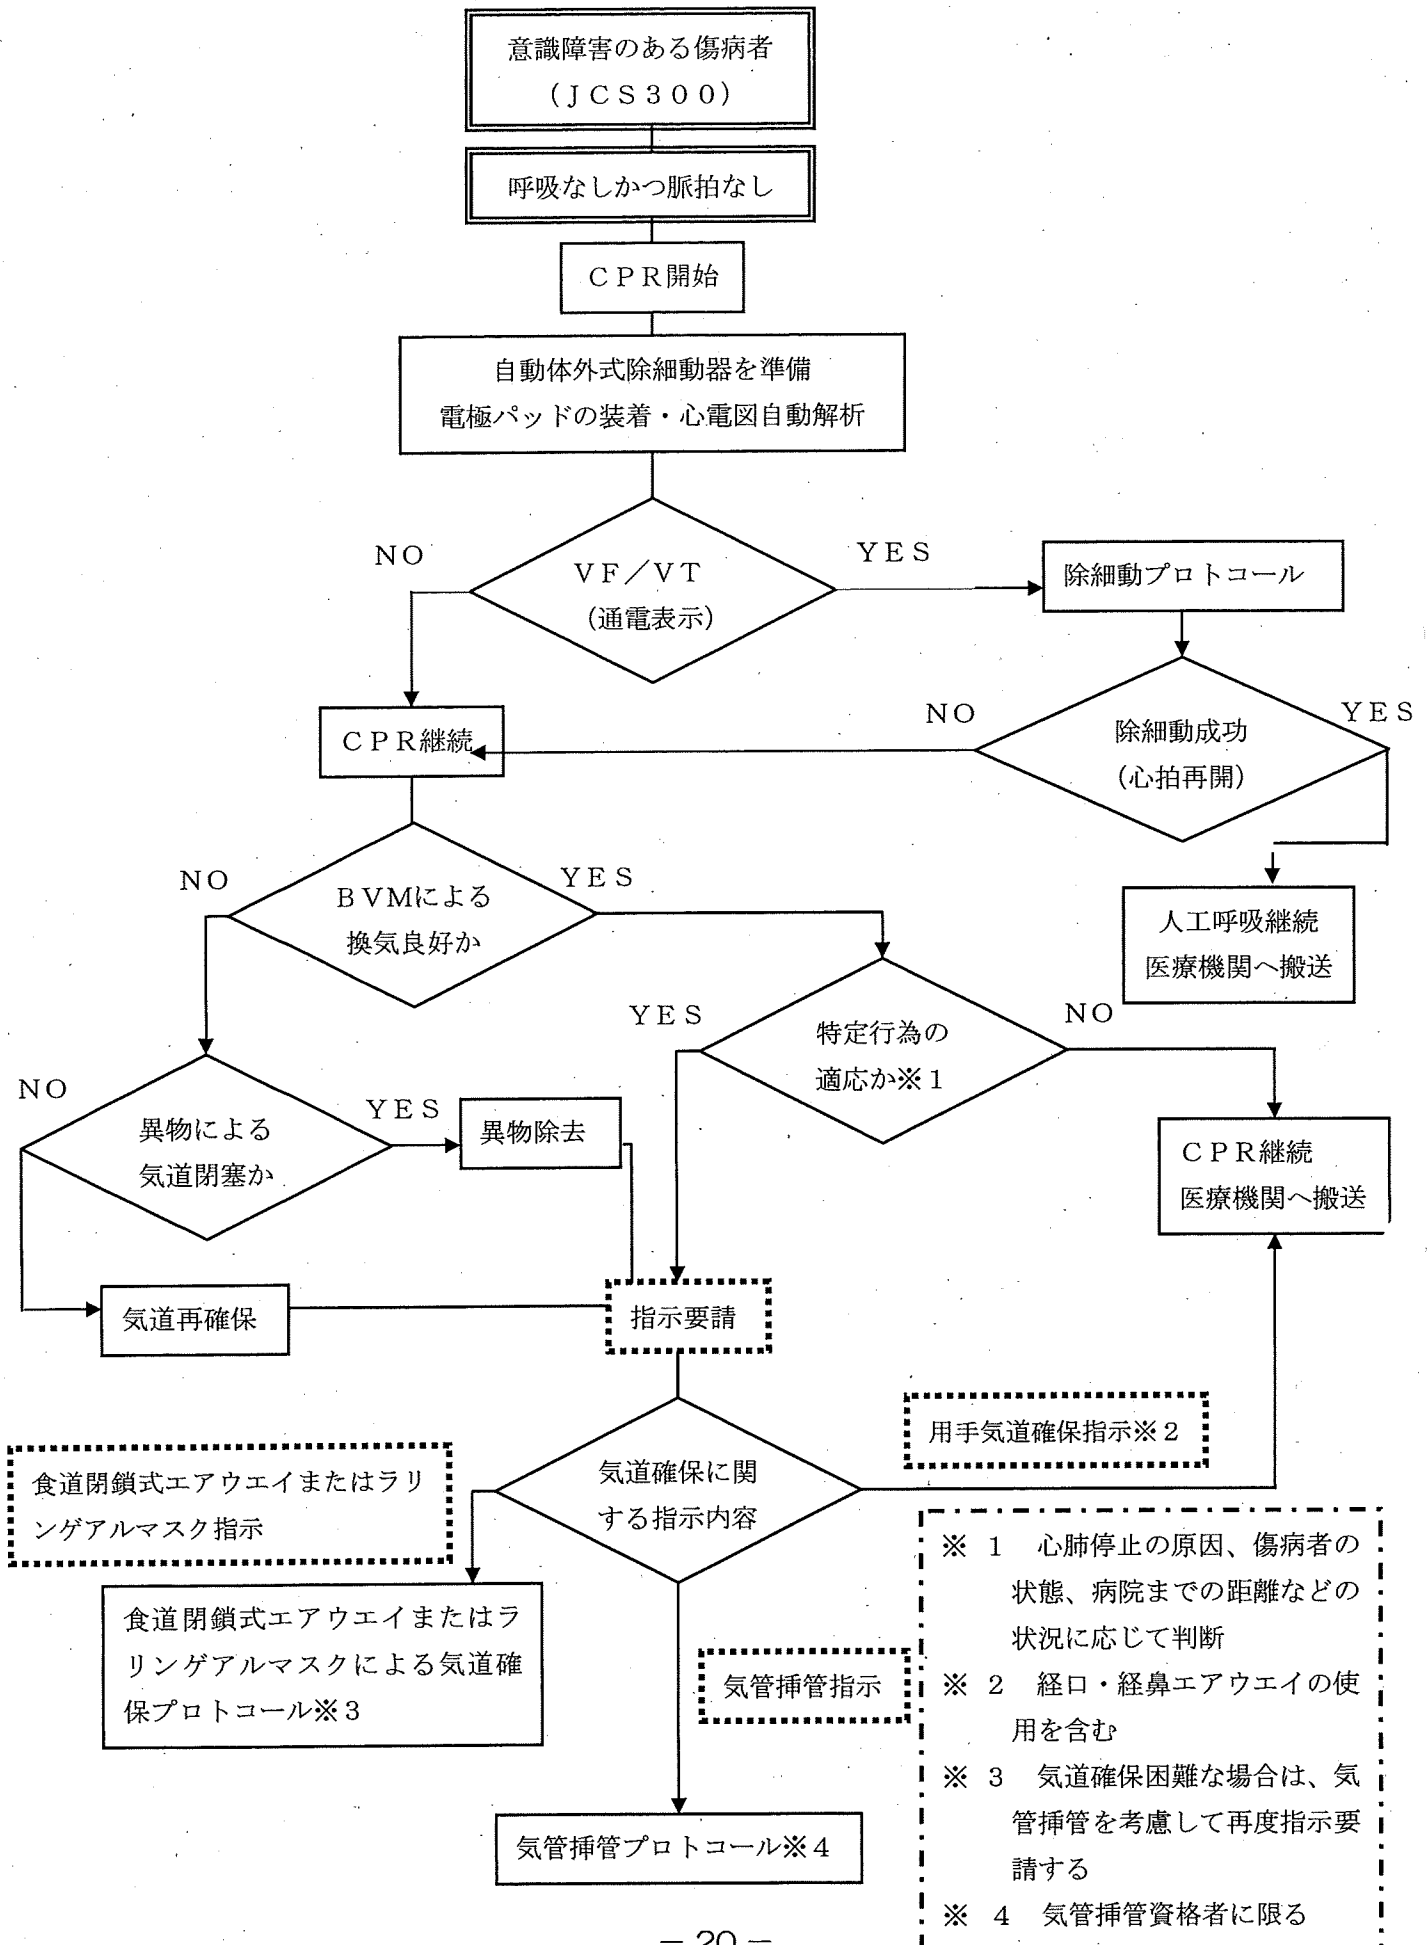 意識障害のある傷病者
(ＪＣＳ３００)
呼吸なしかつ脈拍なし
ＣＰＲ開始
自動体外式除細動器を準備
電極パッドの装着・心電図自動解析
NO
YES
ＶＦ／ＶＴ
(通電表示)
除細動プロトコール
NO
YES
除細動成功
(心拍再開)
ＣＰＲ継続
NO
YES
ＢＶＭによる
換気良好か
人工呼吸継続
医療機関へ搬送
YES
NO
特定行為の
適応か※１
NO
YES
異物による
気道閉塞か
異物除去
ＣＰＲ継続
医療機関へ搬送
気道再確保
指示要請
用手気道確保指示※２
食道閉鎖式エアウエイまたはラリ
ンゲアルマスク指示
気道確保に関
する指示内容
食道閉鎖式エアウエイまたはラ
リンゲアルマスクによる気道確
保プロトコール※３
気管挿管指示
気管挿管プロトコール※４
※ １　心肺停止の原因、傷病者の
状態、病院までの距離などの
状況に応じて判断
※ ２　経口・経鼻エアウエイの使
用を含む
※ ３　気道確保困難な場合は、気
管挿管を考慮して再度指示要
請する
※ ４　気管挿管資格者に限る
－ 20 －